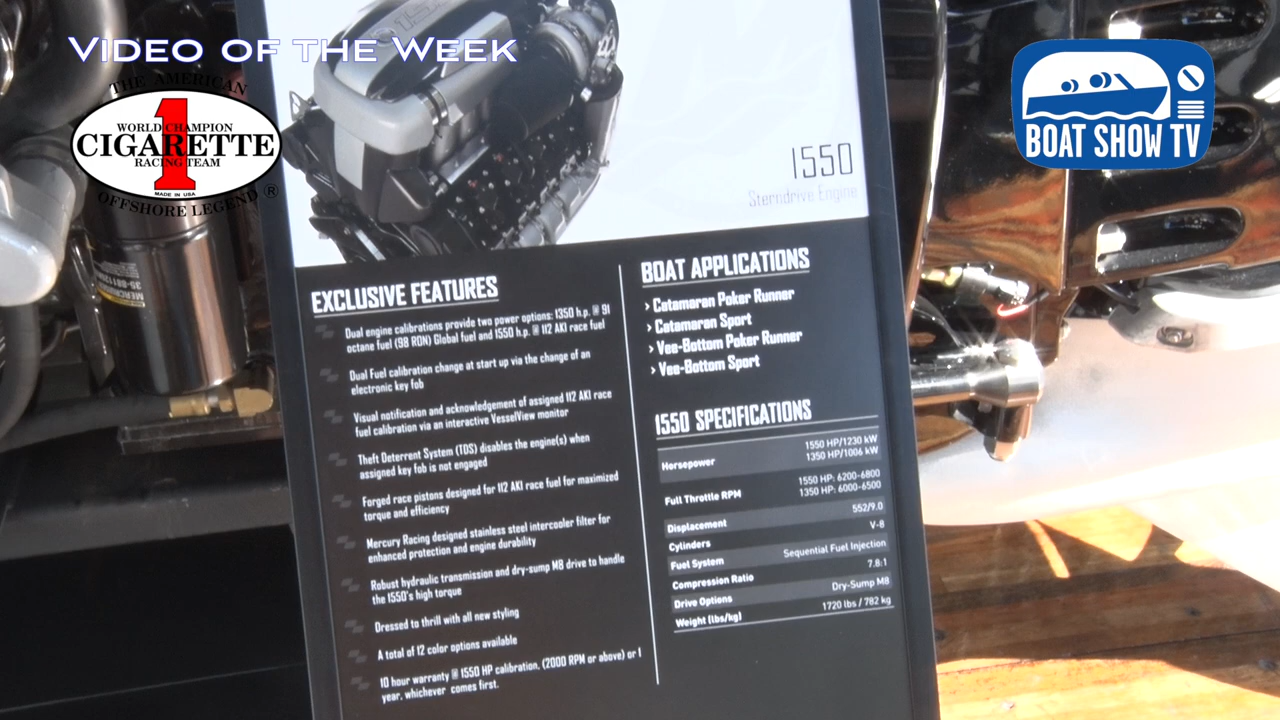 VIDEO OF THE WEEK
THE AMERICAN
WORLD CHAMPION
1
CIGARETTE
RACING TEAM
MADE IN USA
OFFSHORE LEGEND ®
BOAT SHOW TV
1550
Sterndrive Engine
EXCLUSIVE FEATURES
Dual engine calibrations provide two power options: 1350 h.p. @ 91
octane fuel (98 RON) Global fuel and 1550 h.p. @ 112 AKI race fuel
Dual Fuel calibration change at start up via the change of an
electronic key fob
Visual notification and acknowledgement of assigned 112 AKI race
fuel calibration via an interactive VesselView monitor
Theft Deterrent System (TDS) disables the engine(s) when
assigned key fob is not engaged
Forged race pistons designed for 112 AKI race fuel for maximized
torque and efficiency
Mercury Racing designed stainless steel intercooler filter for
enhanced protection and engine durability
Robust hydraulic transmission and dry-sump M8 drive to handle
the 1550's high torque
Dressed to thrill with all new styling
A total of 12 color options available
10 hour warranty @ 1550 HP calibration, (2000 RPM or above) or 1
year, whichever comes first.
BOAT APPLICATIONS
› Catamaran Poker Runner
› Catamaran Sport
› Vee-Bottom Poker Runner
› Vee-Bottom Sport
1550 SPECIFICATIONS
Horsepower 1550 HP/1230 kW
1350 HP/1006 kW
Full Throttle RPM 1550 HP: 6200-6800
1350 HP: 6000-6500
Displacement 552/9.0
Cylinders V-8
Fuel System Sequential Fuel Injection
Compression Ratio 7.8:1
Drive Options Dry-Sump M8
Weight (lbs/kg) 1720 lbs / 782 kg